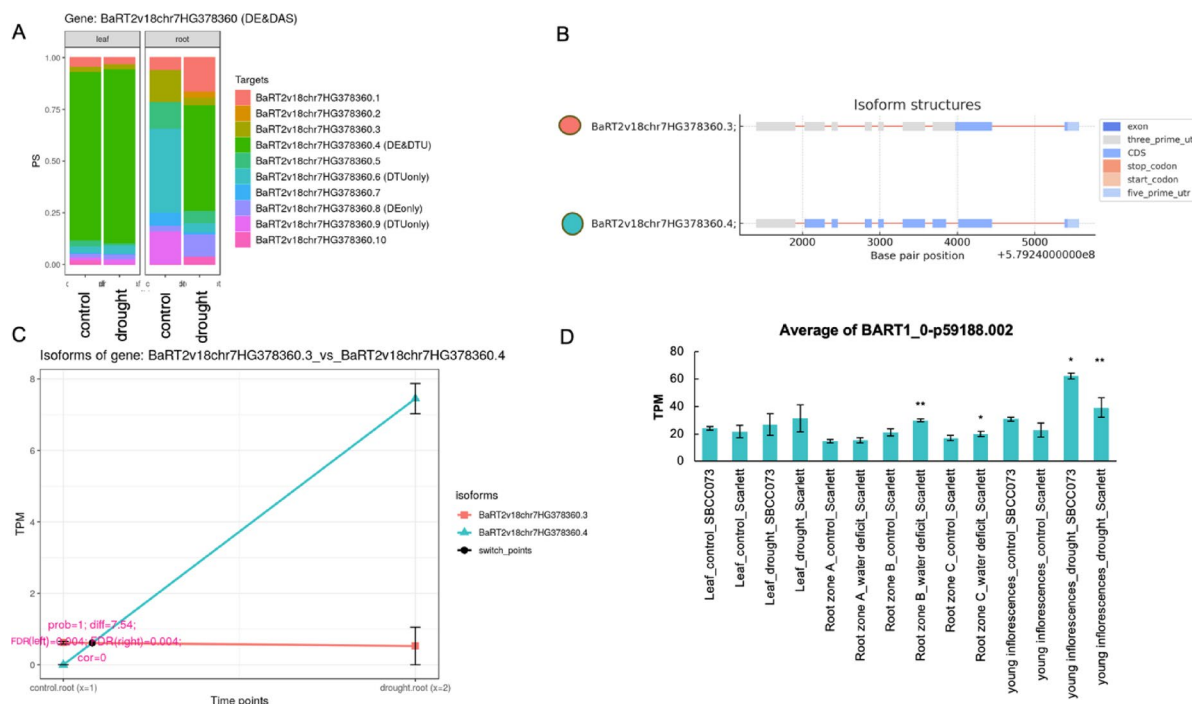 A
Gene: BaRT2v18chr7HG378360 (DE&DAS)
leaf
root
1.00
0.75
0.50
0.25
0.00
PS
control
drought
control
drought
Targets
BaRT2v18chr7HG378360.1
BaRT2v18chr7HG378360.2
BaRT2v18chr7HG378360.3
BaRT2v18chr7HG378360.4 (DE&DTU)
BaRT2v18chr7HG378360.5
BaRT2v18chr7HG378360.6 (DTUonly)
BaRT2v18chr7HG378360.7
BaRT2v18chr7HG378360.8 (DEonly)
BaRT2v18chr7HG378360.9 (DTUonly)
BaRT2v18chr7HG378360.10
B
Isoform structures
BaRT2v18chr7HG378360.3;
BaRT2v18chr7HG378360.4;
2000
3000
4000
5000
Base pair position
+5.7924000000e8
exon
three_prime_ut
CDS
stop_codon
start_codon
five_prime_utr
C
Isoforms of gene: BaRT2v18chr7HG378360.3_vs_BaRT2v18chr7HG378360.4
8
6
4
2
0
TPM
prob=1; diff=7.54;
FDR(left)=0.004; FDR(right)=0.004;
cor=0
control.root (x=1)
drought.root (x=2)
Time points
isoforms
BaRT2v18chr7HG378360.3
BaRT2v18chr7HG378360.4
switch_points
D
Average of BART1_0-p59188.002
80
60
40
20
0
TPM
**
*
*
**
Leaf_control_SBCC073
Leaf_control_Scarlett
Leaf_drought_SBCC073
Leaf_drought_Scarlett
Root zone A_control_Scarlett
Root zone A_water deficit_Scarlett
Root zone B_control_Scarlett
Root zone B_water deficit_Scarlett
Root zone C_control_Scarlett
Root zone C_water deficit_Scarlett
young inflorescences_control_SBCC073
young inflorescences_control_Scarlett
young inflorescences_drought_SBCC073
young inflorescences_drought_Scarlett